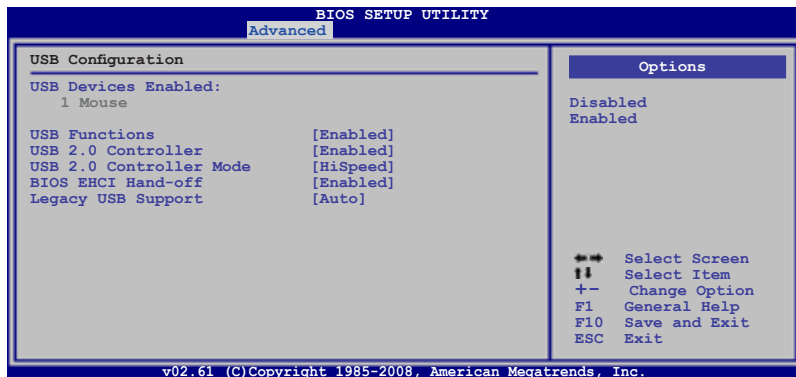 BIOS SETUP UTILITY
Advanced
USB Configuration
USB Devices Enabled:
1 Mouse
USB Functions [Enabled]
USB 2.0 Controller [Enabled]
USB 2.0 Controller Mode [HiSpeed]
BIOS EHCI Hand-off [Enabled]
Legacy USB Support [Auto]
Options
Disabled
Enabled
←→ Select Screen
↑↓ Select Item
+- Change Option
F1 General Help
F10 Save and Exit
ESC Exit
v02.61 (C)Copyright 1985-2008, American Megatrends, Inc.